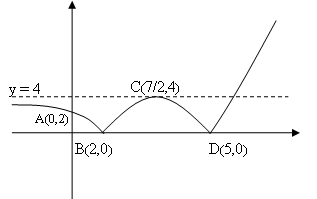 y = 4
C(7/2,4)
A(0,2)
B(2,0)
D(5,0)